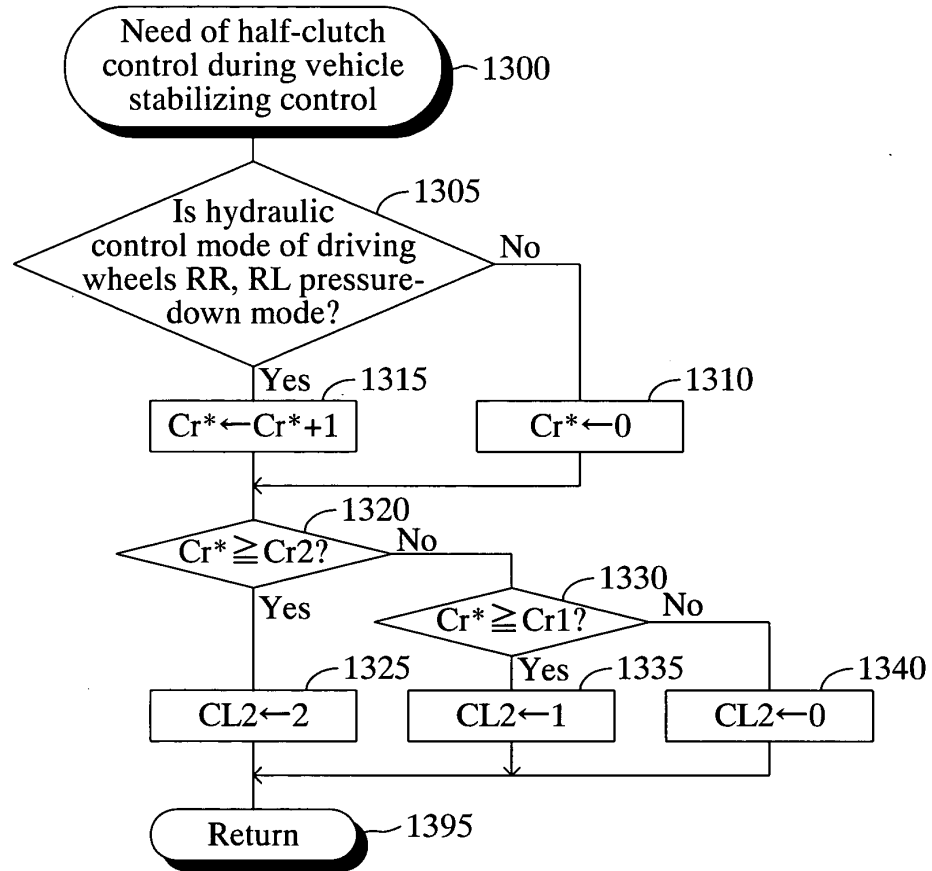 Need of half-clutch
control during vehicle
stabilizing control
1300
1305
Is hydraulic
control mode of driving
wheels RR, RL pressure-
down mode?
No
Yes
1315
1310
Cr*←Cr*+1
Cr*←0
1320
Cr*≧Cr2?
No
1330
Yes
Cr*≧Cr1?
No
1325
Yes
1335
1340
CL2←2
CL2←1
CL2←0
Return
1395